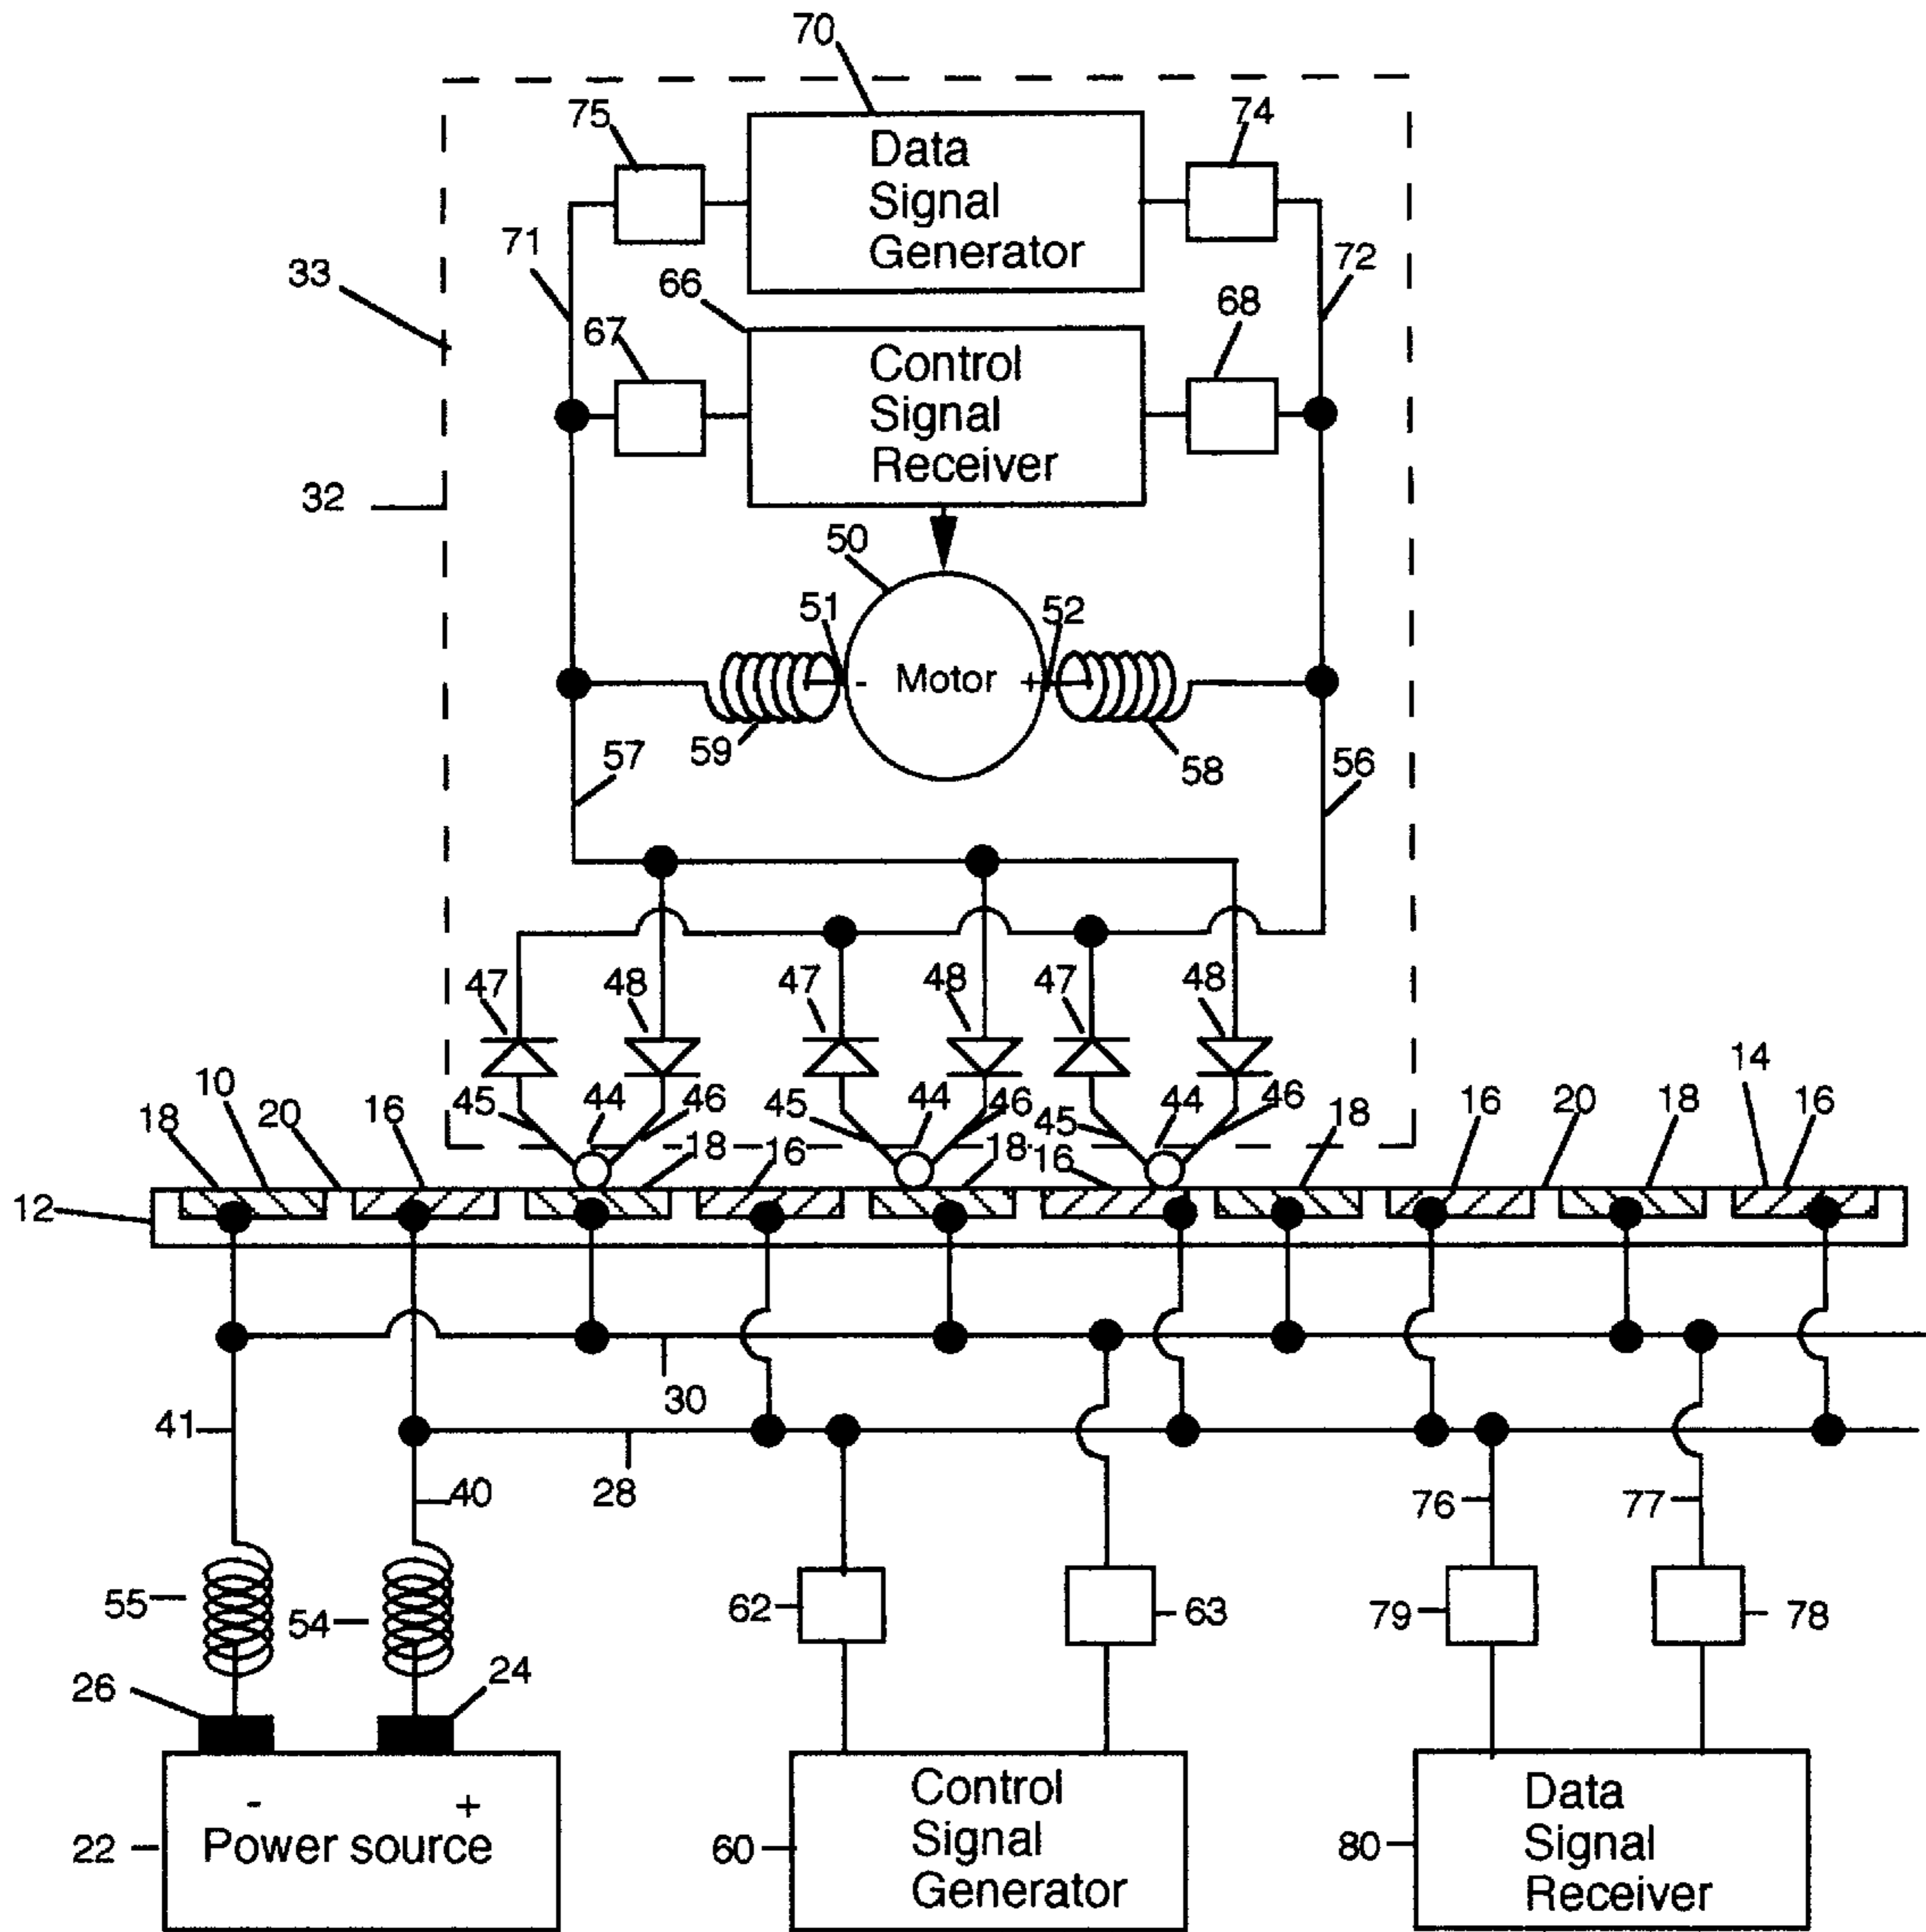 70
75
74
Data
Signal
Generator
71
33
66
72
68
67
Control
Signal
Receiver
32
50
51
52
- Motor +
59
58
57
56
47 48 47 48 47 48
14
10
18 20 16 45 44 46 45 44 46 45 44 46 18 16 20 18 16
18 16 18 16
12
30
41
28
40
76 77
55 54 62 63 79 78
26 24
- +
22 Power source
60
Control
Signal
Generator
80
Data
Signal
Receiver